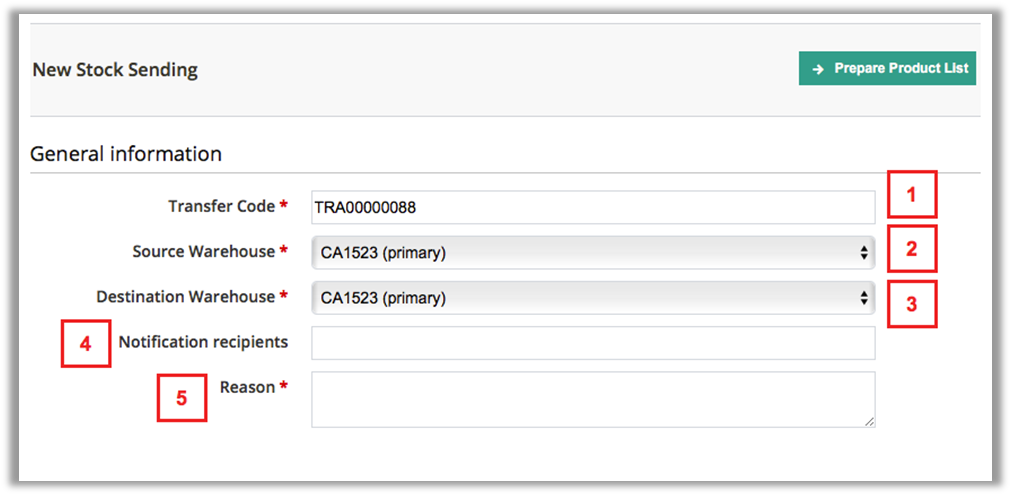 New Stock Sending
→ Prepare Product List
General information
Transfer Code * TRA00000088 1
Source Warehouse * CA1523 (primary) 2
Destination Warehouse * CA1523 (primary) 3
4 Notification recipients
5 Reason *